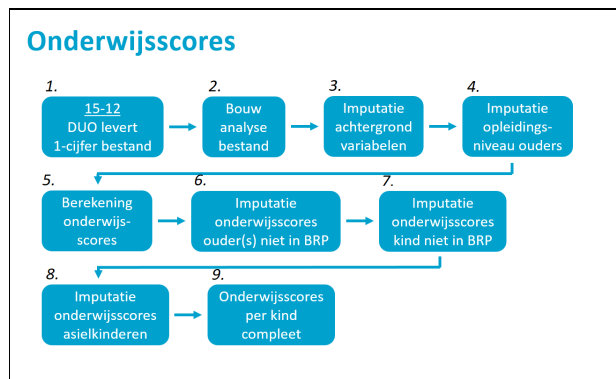 Onderwijsscores
1.
15-12
DUO levert
1-cijfer bestand
2.
Bouw
analyse
bestand
3.
Imputatie
achtergrond
variabelen
4.
Imputatie
opleidings-
niveau ouders
5.
Berekening
onderwijs-
scores
6.
Imputatie
onderwijsscores
ouder(s) niet in BRP
7.
Imputatie
onderwijsscores
kind niet in BRP
8.
Imputatie
onderwijsscores
asielkinderen
9.
Onderwijsscores
per kind
compleet